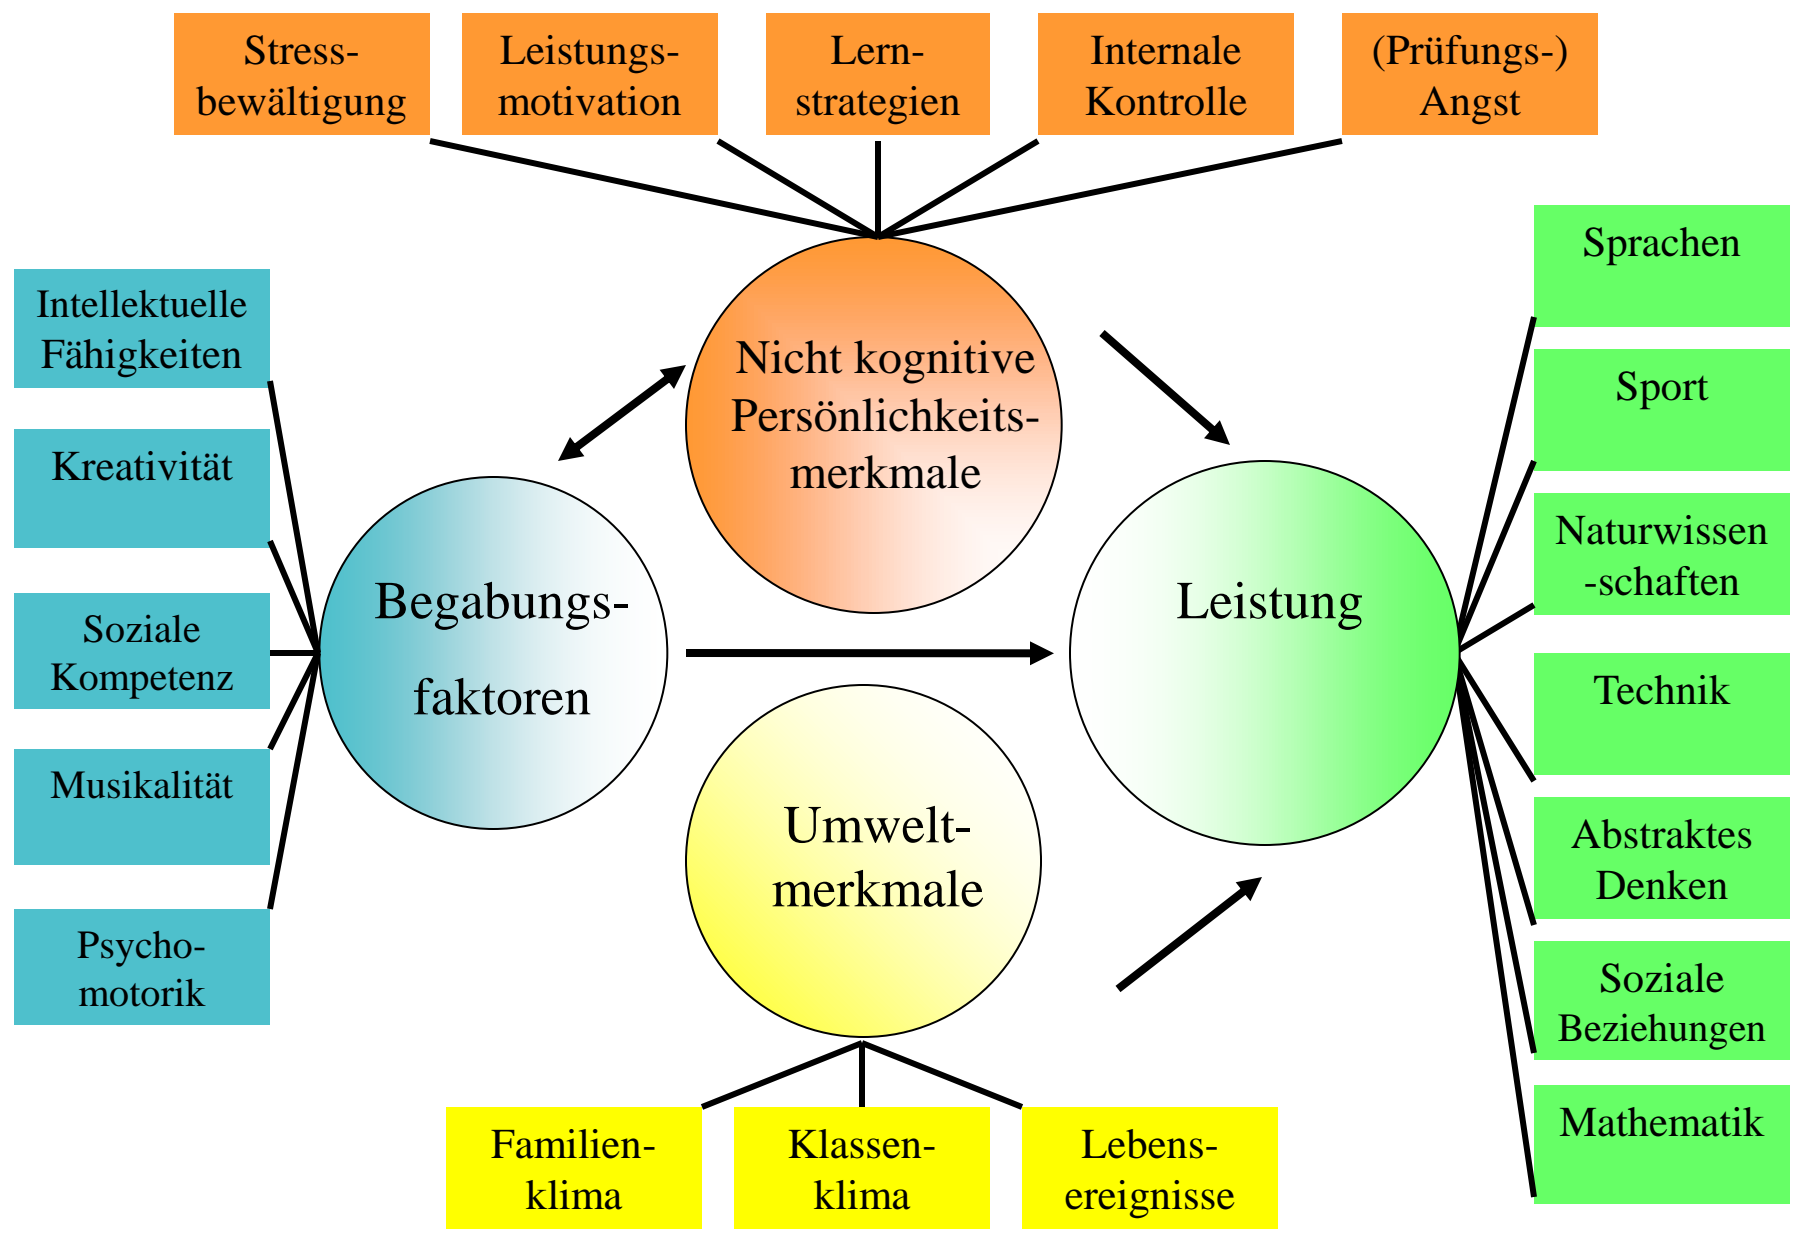 Stress-
bewältigung
Leistungs-
motivation
Lern-
strategien
Internale
Kontrolle
(Prüfungs-)
Angst
Intellektuelle
Fähigkeiten
Kreativität
Soziale
Kompetenz
Musikalität
Psycho-
motorik
Begabungs-
faktoren
Nicht kognitive
Persönlichkeits-
merkmale
Umwelt-
merkmale
Leistung
Sprachen
Sport
Naturwissen
-schaften
Technik
Abstraktes
Denken
Soziale
Beziehungen
Mathematik
Familien-
klima
Klassen-
klima
Lebens-
ereignisse